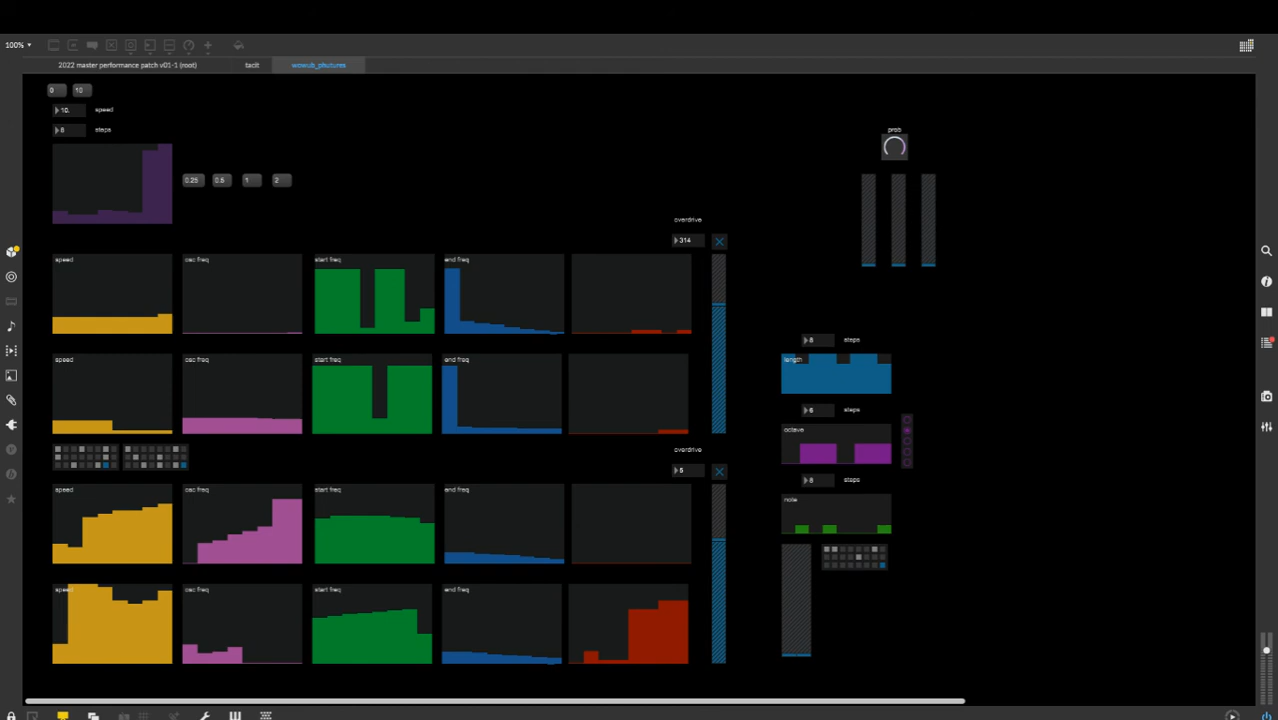 100%
2022 master performance patch v01-1 (root) tacit
0 10
10. speed
8 steps
prob
0.25 0.5 1 2
overdrive
314
speed osc freq start freq end freq
8 steps
speed osc freq start freq end freq length
6 steps
octave
overdrive
5 8 steps
speed osc freq start freq end freq note
speed osc freq start freq end freq